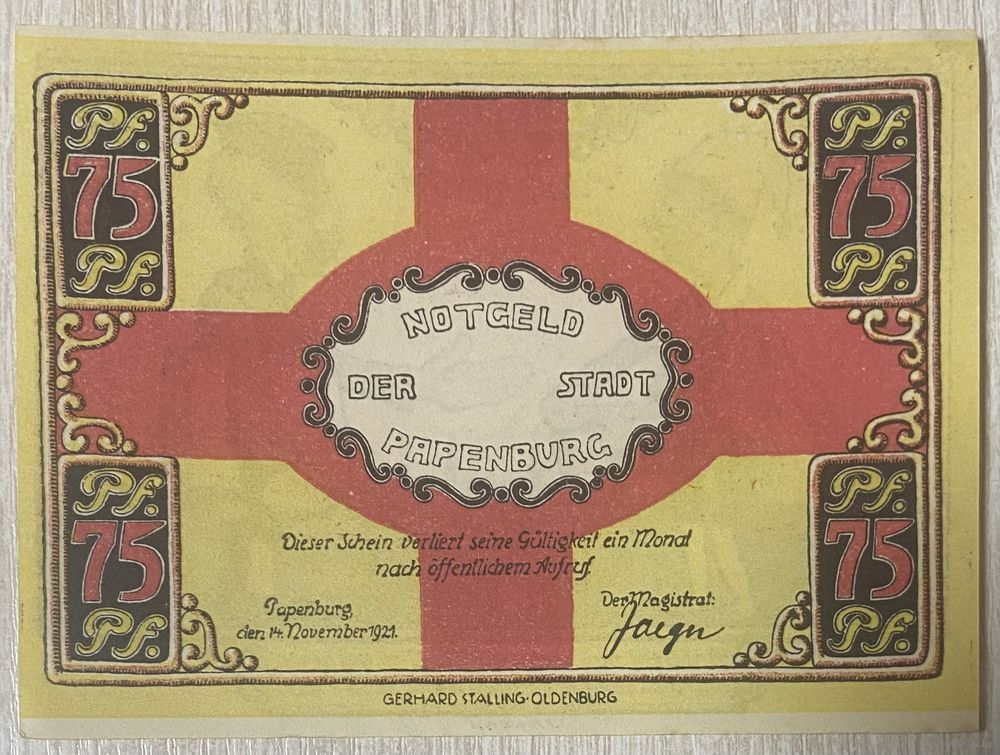 Pf. Pf.
75 75
Pf. Pf.
NOTGELD
DER STADT
PAPENBURG
Pf. Pf.
75 75
Pf. Pf.
Dieser Schein verliert seine Gültigkeit ein Monat
nach öffentlichem Aufruf.
Papenburg,
den 14. November 1921.
Der Magistrat:
Jaeger
GERHARD STALLING-OLDENBURG